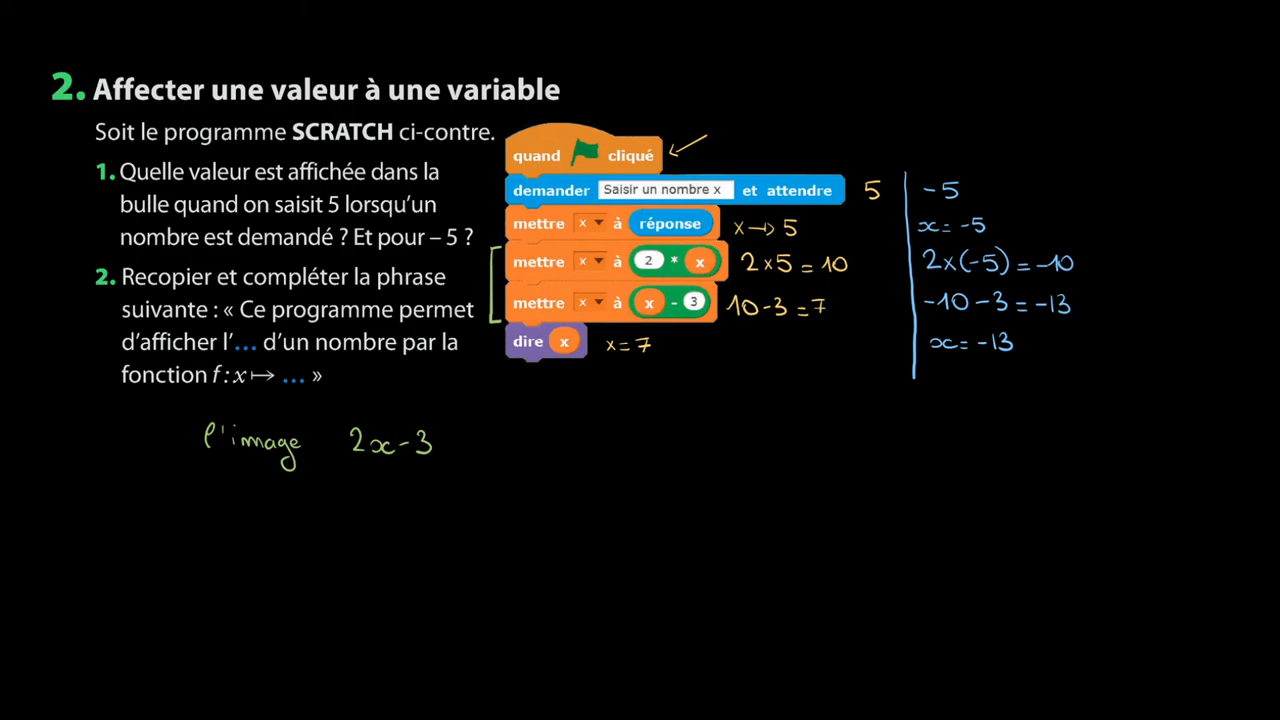 2. Affecter une valeur à une variable
Soit le programme SCRATCH ci-contre.
1. Quelle valeur est affichée dans la
bulle quand on saisit 5 lorsqu'un
nombre est demandé ? Et pour – 5 ?
2. Recopier et compléter la phrase
suivante : « Ce programme permet
d'afficher l'... d'un nombre par la
fonction f : x ↦ ... »
l'image 2x-3
quand cliqué
demander Saisir un nombre x et attendre 5
mettre x à réponse x → 5
mettre x à 2 * x 2×5 = 10
mettre x à x - 3 10-3 = 7
dire x x = 7
-5
x = -5
2×(-5) = -10
-10 - 3 = -13
x = -13